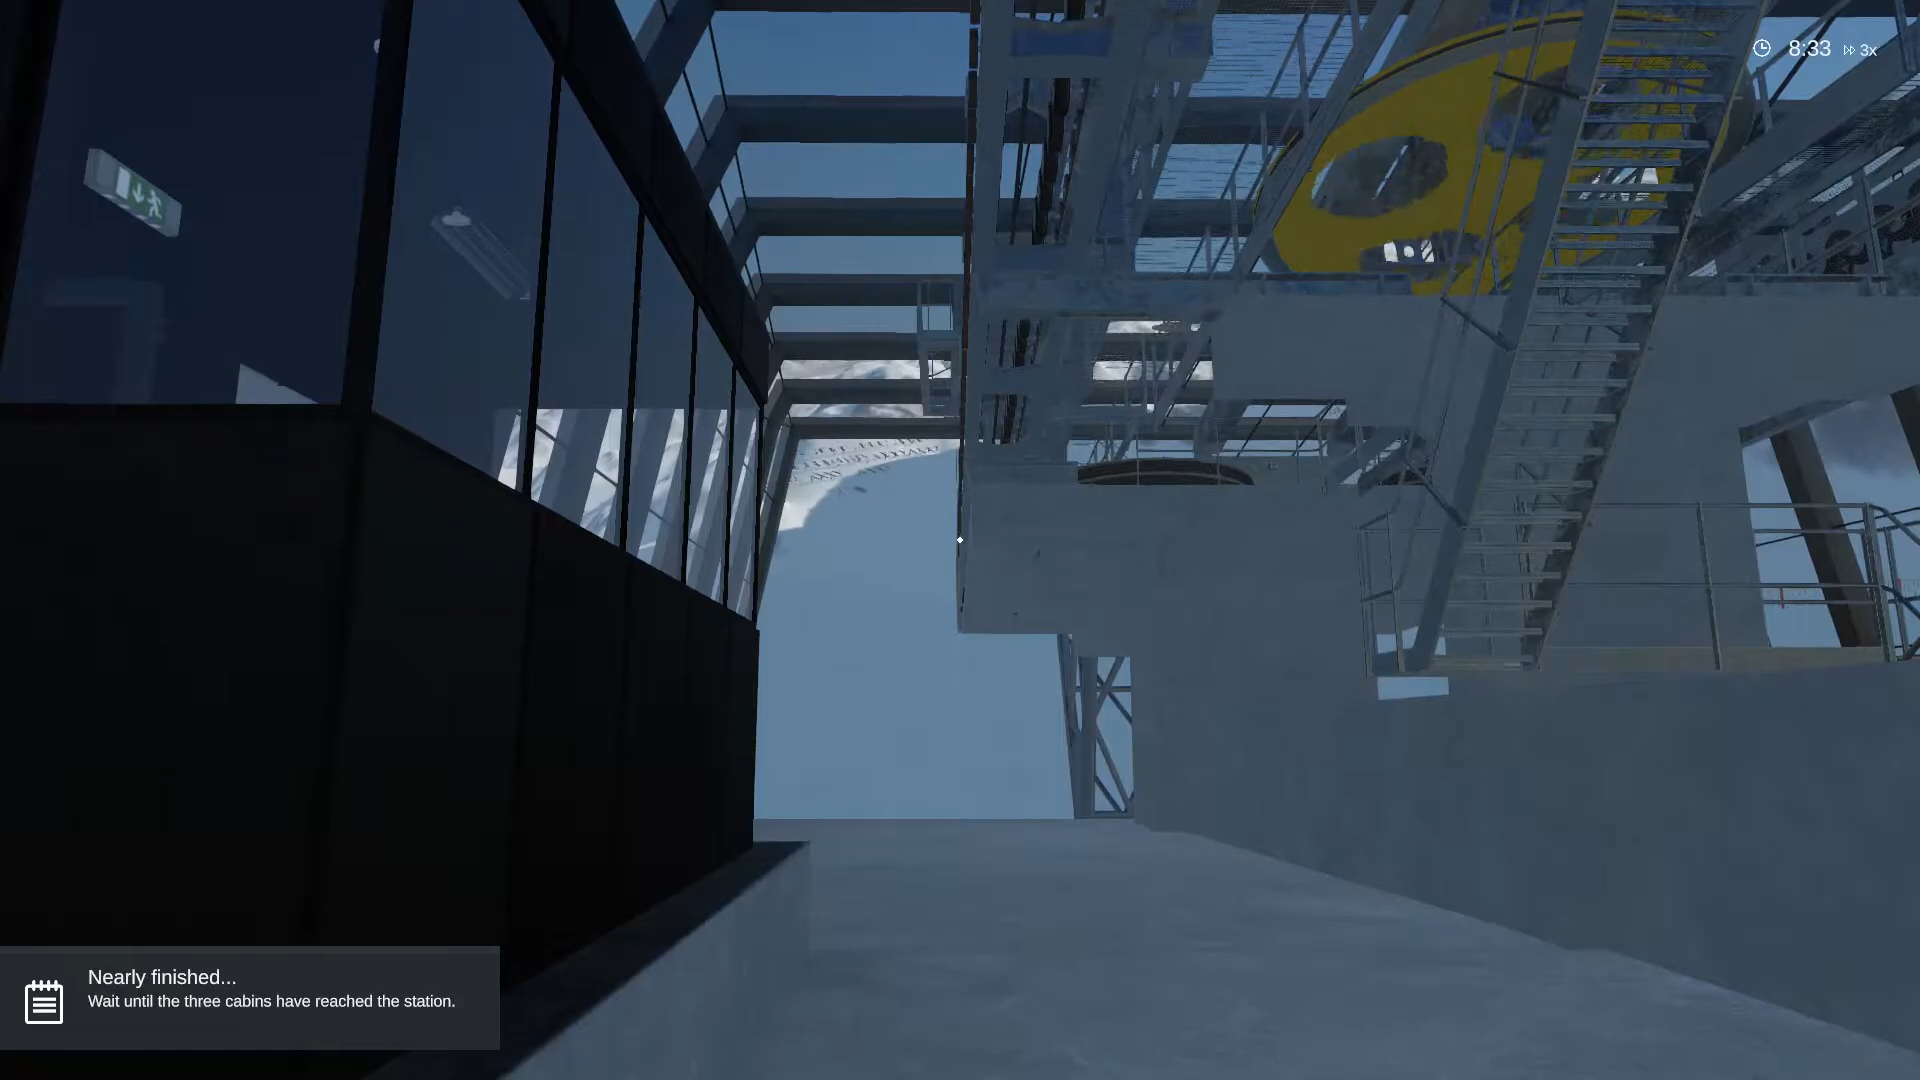 8:33 3x
Nearly finished...
Wait until the three cabins have reached the station.